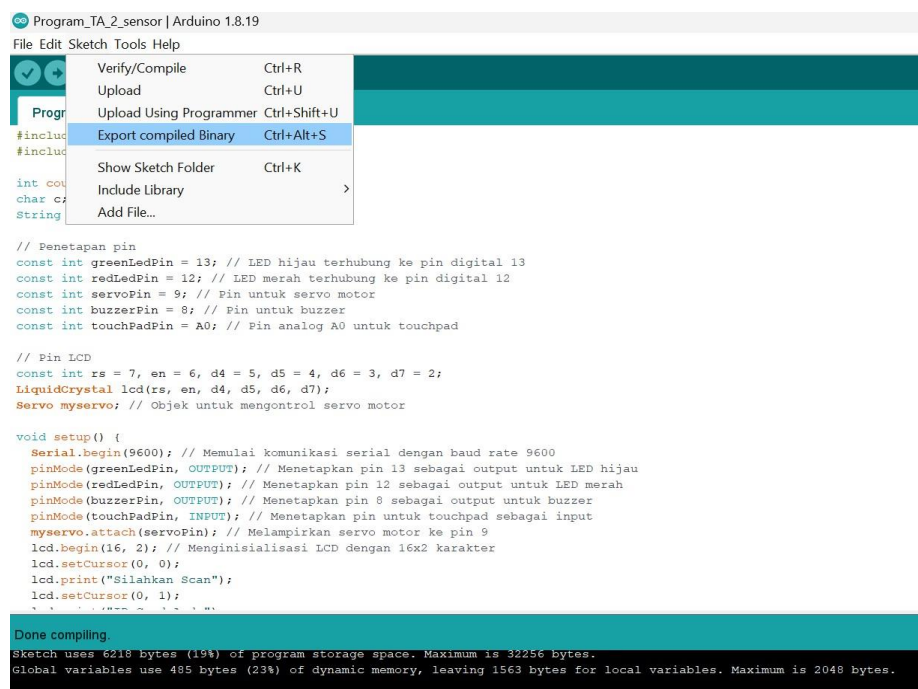 Program_TA_2_sensor | Arduino 1.8.19
File Edit Sketch Tools Help
Verify/Compile Ctrl+R
Upload Ctrl+U
Upload Using Programmer Ctrl+Shift+U
Export compiled Binary Ctrl+Alt+S
Show Sketch Folder Ctrl+K
Include Library >
Add File...
Progr
#includ
#includ
int cou
char c;
String
// Penetapan pin
const int greenLedPin = 13; // LED hijau terhubung ke pin digital 13
const int redLedPin = 12; // LED merah terhubung ke pin digital 12
const int servoPin = 9; // Pin untuk servo motor
const int buzzerPin = 8; // Pin untuk buzzer
const int touchPadPin = A0; // Pin analog A0 untuk touchpad
// Pin LCD
const int rs = 7, en = 6, d4 = 5, d5 = 4, d6 = 3, d7 = 2;
LiquidCrystal lcd(rs, en, d4, d5, d6, d7);
Servo myservo; // Objek untuk mengontrol servo motor
void setup() {
Serial.begin(9600); // Memulai komunikasi serial dengan baud rate 9600
pinMode(greenLedPin, OUTPUT); // Menetapkan pin 13 sebagai output untuk LED hijau
pinMode(redLedPin, OUTPUT); // Menetapkan pin 12 sebagai output untuk LED merah
pinMode(buzzerPin, OUTPUT); // Menetapkan pin 8 sebagai output untuk buzzer
pinMode(touchPadPin, INPUT); // Menetapkan pin untuk touchpad sebagai input
myservo.attach(servoPin); // Melampirkan servo motor ke pin 9
lcd.begin(16, 2); // Menginisialisasi LCD dengan 16x2 karakter
lcd.setCursor(0, 0);
lcd.print("Silahkan Scan");
lcd.setCursor(0, 1);
Done compiling.
Sketch uses 6218 bytes (19%) of program storage space. Maximum is 32256 bytes.
Global variables use 485 bytes (23%) of dynamic memory, leaving 1563 bytes for local variables. Maximum is 2048 bytes.